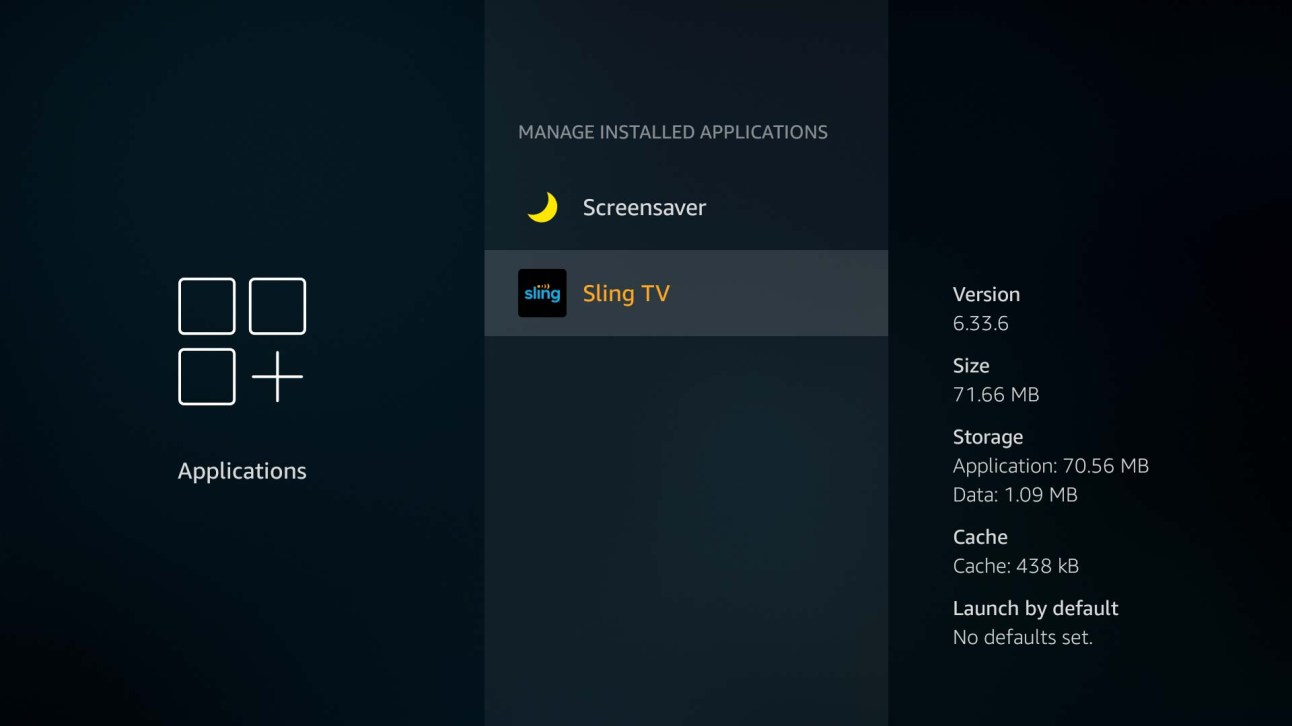 Applications
MANAGE INSTALLED APPLICATIONS
Screensaver
sling
Sling TV
Version
6.33.6
Size
71.66 MB
Storage
Application: 70.56 MB
Data: 1.09 MB
Cache
Cache: 438 kB
Launch by default
No defaults set.